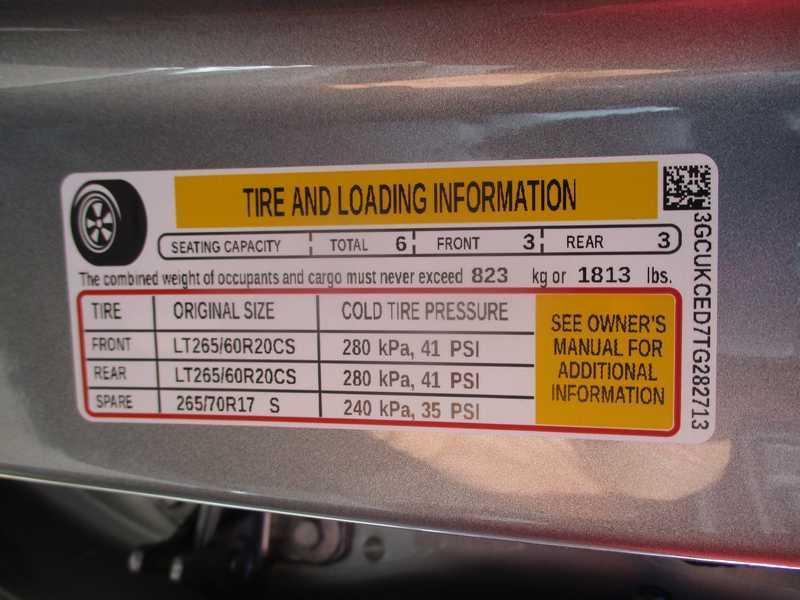 TIRE AND LOADING INFORMATION
SEATING CAPACITY TOTAL 6 FRONT 3 REAR 3
The combined weight of occupants and cargo must never exceed 823 kg or 1813 lbs.
TIRE ORIGINAL SIZE COLD TIRE PRESSURE
FRONT LT265/60R20CS 280 kPa, 41 PSI
REAR LT265/60R20CS 280 kPa, 41 PSI
SPARE 265/70R17 S 240 kPa, 35 PSI
SEE OWNER'S
MANUAL FOR
ADDITIONAL
INFORMATION
3GCUKCED7TG282713